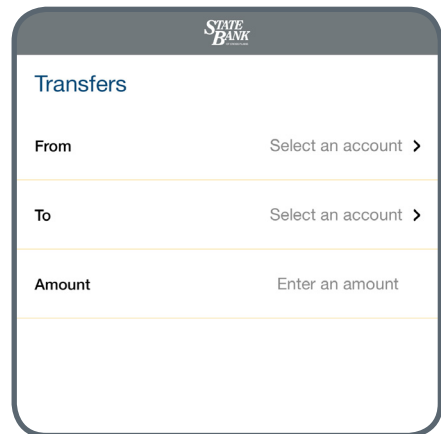 STATE
BANK
Transfers
From Select an account >
To Select an account >
Amount Enter an amount